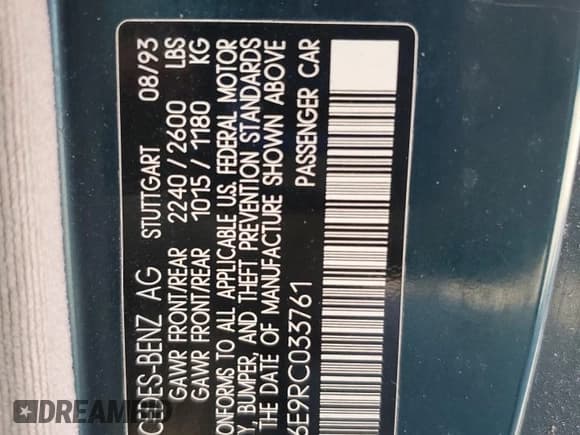 CEDES-BENZ AG STUTTGART 08/93
GAWR FRONT/REAR 2240/2600 LBS
GAWR FRONT/REAR 1015/1180 KG
ONFORMS TO ALL APPLICABLE U.S. FEDERAL MOTOR
Y, BUMPER, AND THEFT PREVENTION STANDARDS
THE DATE OF MANUFACTURE SHOWN ABOVE
6E9RC033761 PASSENGER CAR
DREAMBID